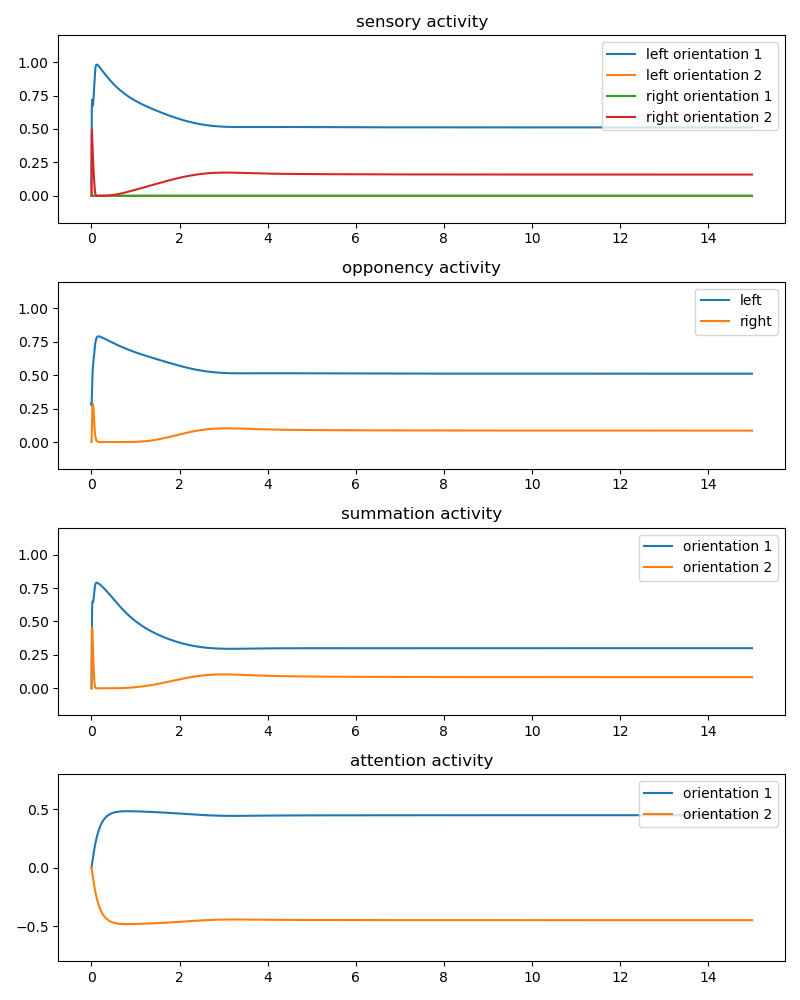 sensory activity
1.00
0.75
0.50
0.25
0.00
left orientation 1
left orientation 2
right orientation 1
right orientation 2
0 2 4 6 8 10 12 14
opponency activity
1.00
0.75
0.50
0.25
0.00
left
right
0 2 4 6 8 10 12 14
summation activity
1.00
0.75
0.50
0.25
0.00
orientation 1
orientation 2
0 2 4 6 8 10 12 14
attention activity
0.5
0.0
−0.5
orientation 1
orientation 2
0 2 4 6 8 10 12 14